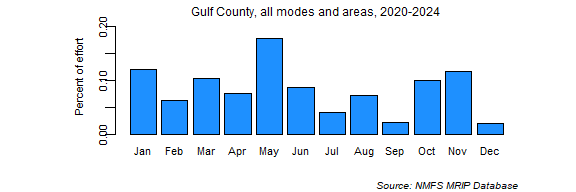 Gulf County, all modes and areas, 2020-2024
Percent of effort
0.20
0.10
0.00
Jan Feb Mar Apr May Jun Jul Aug Sep Oct Nov Dec
Source: NMFS MRIP Database